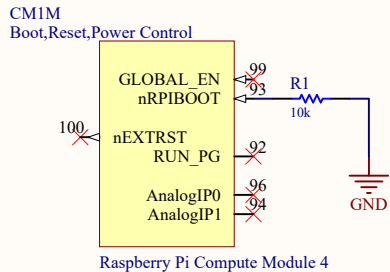 CM1M
Boot,Reset,Power Control
GLOBAL_EN 99
nRPIBOOT 93
R1
10k
100 nEXTRST
RUN_PG 92
AnalogIP0 96
AnalogIP1 94
GND
Raspberry Pi Compute Module 4